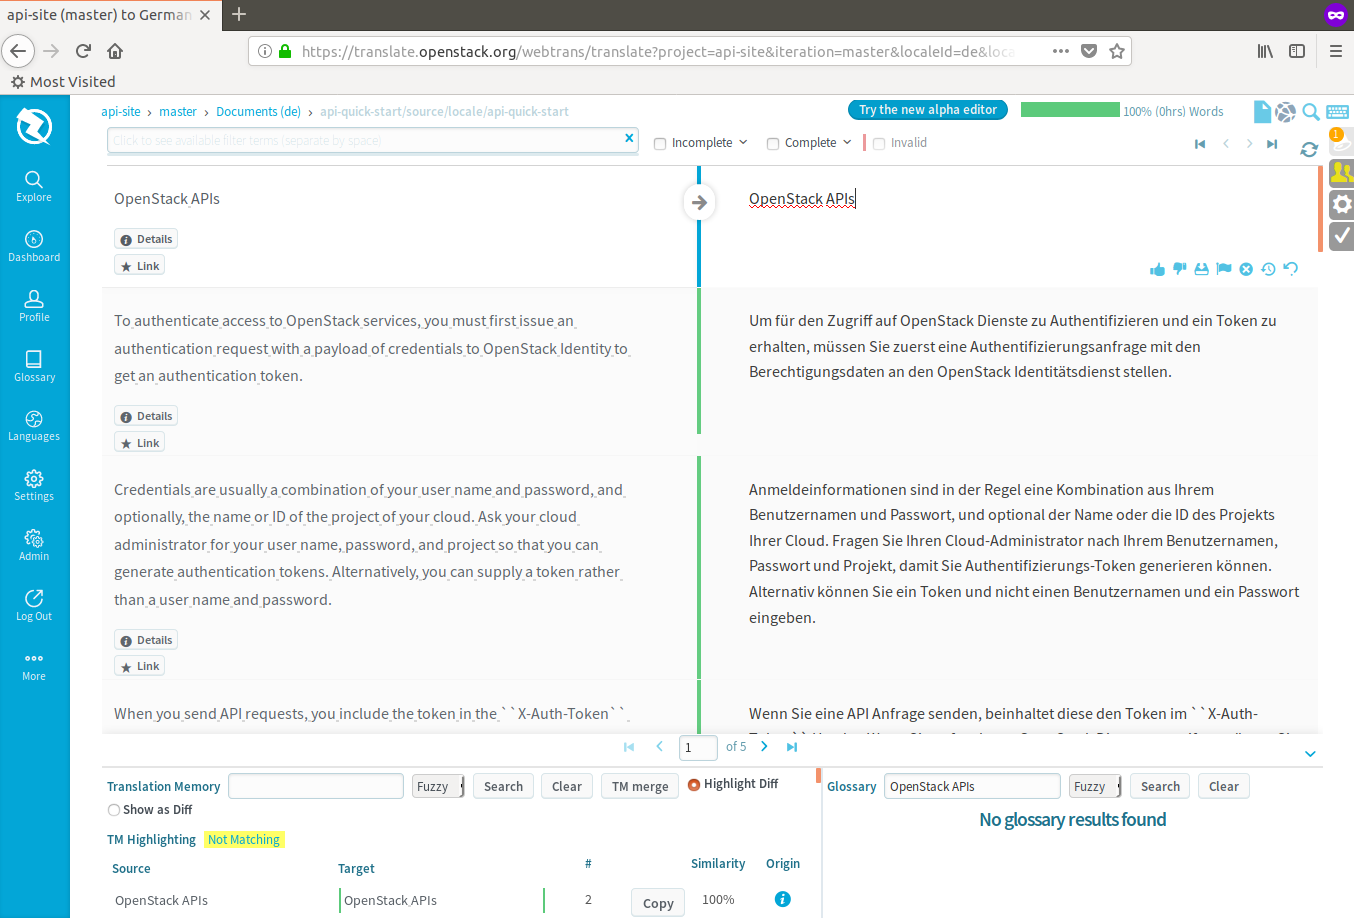 api-site (master) to German
https://translate.openstack.org/webtrans/translate?project=api-site&iteration=master&localeId=de&loca
Most Visited
api-site › master › Documents (de) › api-quick-start/source/locale/api-quick-start
Try the new alpha editor
100% (0hrs) Words
Click to see available filter terms (separate by space)
Incomplete
Complete
Invalid
1
Explore
Dashboard
Profile
Glossary
Languages
Settings
Admin
Log Out
More
OpenStack APIs
Details
Link
OpenStack APIs
To authenticate access to OpenStack services, you must first issue an
authentication request with a payload of credentials to OpenStack Identity to
get an authentication token.
Details
Link
Um für den Zugriff auf OpenStack Dienste zu Authentifizieren und ein Token zu
erhalten, müssen Sie zuerst eine Authentifizierungsanfrage mit den
Berechtigungsdaten an den OpenStack Identitätsdienst stellen.
Credentials are usually a combination of your user name and password, and
optionally, the name or ID of the project of your cloud. Ask your cloud
administrator for your user name, password, and project so that you can
generate authentication tokens. Alternatively, you can supply a token rather
than a user name and password.
Details
Link
Anmeldeinformationen sind in der Regel eine Kombination aus Ihrem
Benutzernamen und Passwort, und optional der Name oder die ID des Projekts
Ihrer Cloud. Fragen Sie Ihren Cloud-Administrator nach Ihrem Benutzernamen,
Passwort und Projekt, damit Sie Authentifizierungs-Token generieren können.
Alternativ können Sie ein Token und nicht einen Benutzernamen und ein Passwort
eingeben.
When you send API requests, you include the token in the ``X-Auth-Token``
Wenn Sie eine API Anfrage senden, beinhaltet diese den Token im ``X-Auth-
1 of 5
Translation Memory
Fuzzy
Search
Clear
TM merge
Highlight Diff
Show as Diff
TM Highlighting Not Matching
Source Target # Similarity Origin
OpenStack APIs OpenStack APIs 2 Copy 100%
Glossary OpenStack APIs Fuzzy Search Clear
No glossary results found